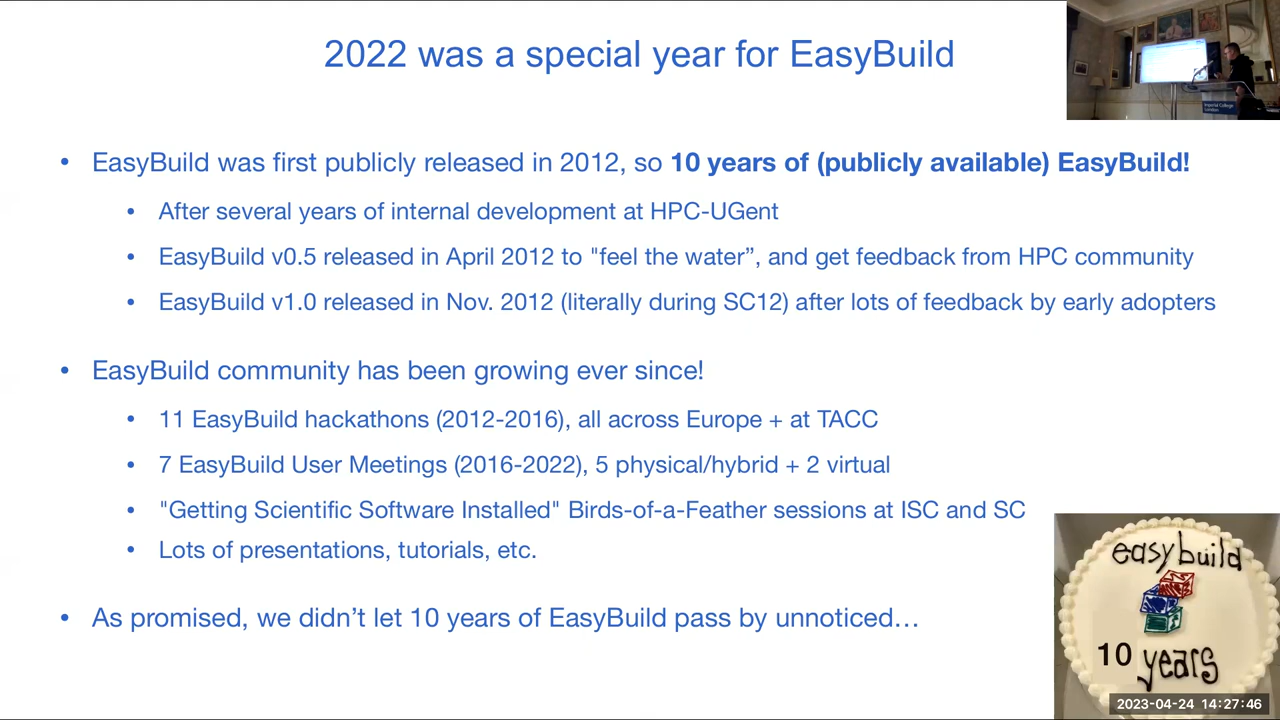 2022 was a special year for EasyBuild
• EasyBuild was first publicly released in 2012, so 10 years of (publicly available) EasyBuild!
• After several years of internal development at HPC-UGent
• EasyBuild v0.5 released in April 2012 to "feel the water”, and get feedback from HPC community
• EasyBuild v1.0 released in Nov. 2012 (literally during SC12) after lots of feedback by early adopters
• EasyBuild community has been growing ever since!
• 11 EasyBuild hackathons (2012-2016), all across Europe + at TACC
• 7 EasyBuild User Meetings (2016-2022), 5 physical/hybrid + 2 virtual
• "Getting Scientific Software Installed" Birds-of-a-Feather sessions at ISC and SC
• Lots of presentations, tutorials, etc.
• As promised, we didn’t let 10 years of EasyBuild pass by unnoticed…
Imperial College
London
easybuild
10 years
2023-04-24 14:27:46